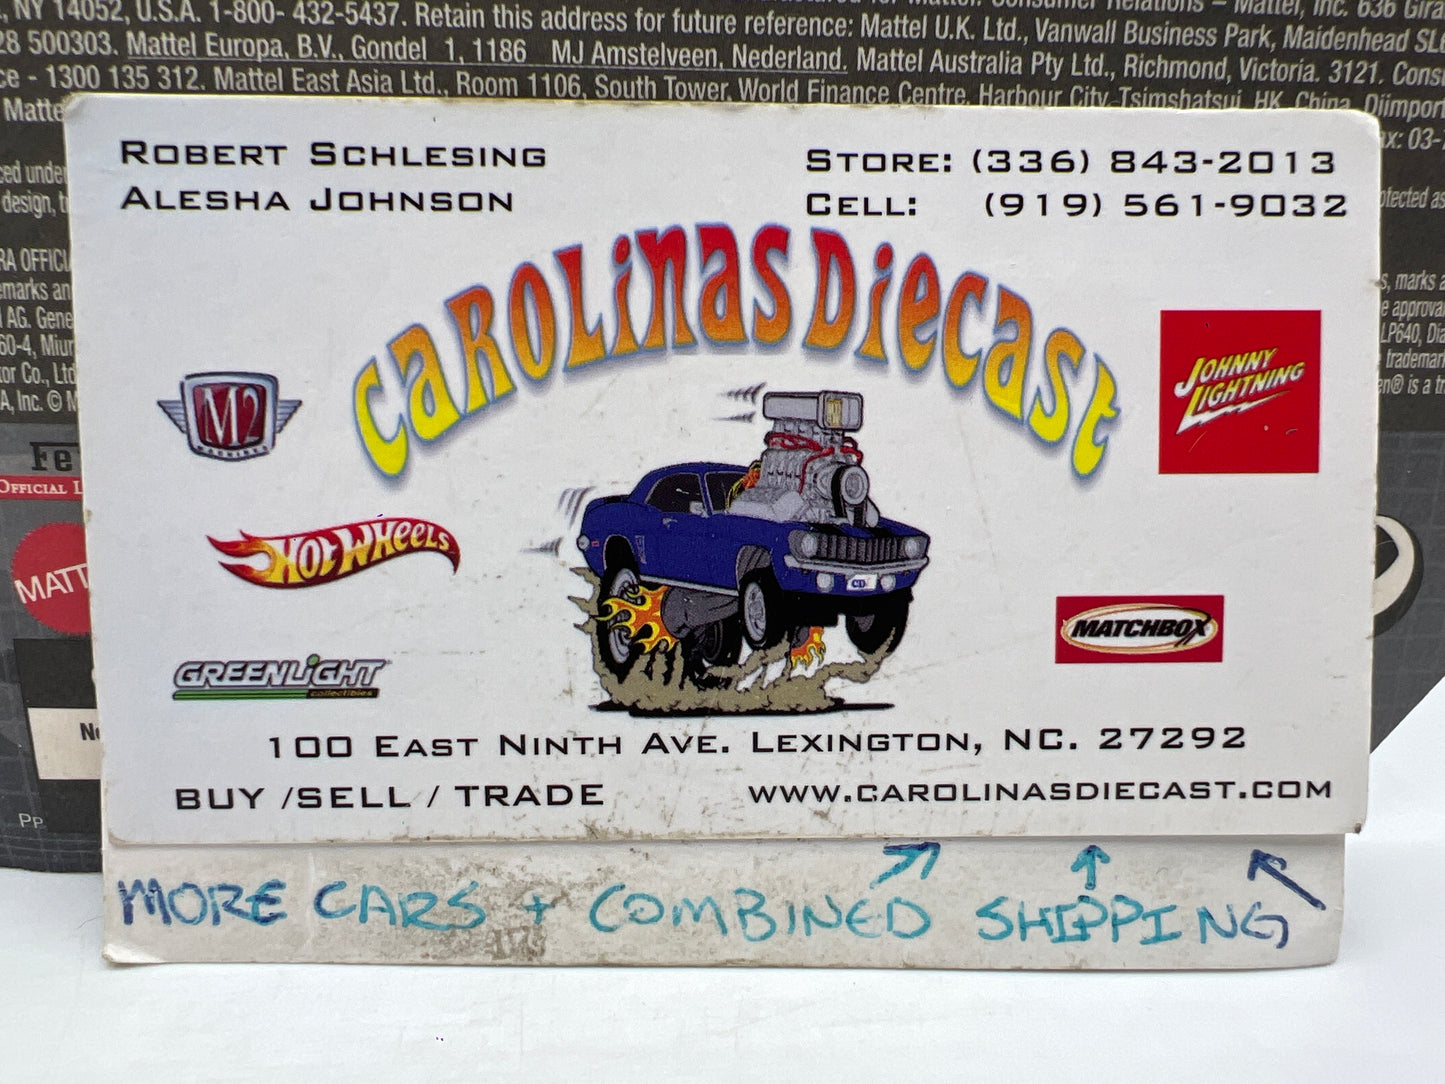 , NY 14052, U.S.A. 1-800- 432-5437. Retain this address for future reference: Mattel U.K. Ltd., Vanwall Business Park, Maidenhead
28 500303. Mattel Europa, B.V., Gondel 1, 1186 MJ Amstelveen, Nederland. Mattel Australia Pty Ltd., Richmond, Victoria. 3121.
- 1300 135 312. Mattel East Asia Ltd., Room 1106, South Tower, World Finance Centre, Harbour City, Tsimshatsui, HK, China.
ROBERT SCHLESING
ALESHA JOHNSON
STORE: (336) 843-2013
CELL: (919) 561-9032
CAROLINAS DIECAST
M2
MACHINES
JOHNNY
LIGHTNING
HOT WHEELS
MATCHBOX
GREENLiGHT
collectibles
CD
100 EAST NINTH AVE. LEXINGTON, NC. 27292
BUY /SELL / TRADE
WWW.CAROLINASDIECAST.COM
MORE CARS + COMBINED SHIPPING